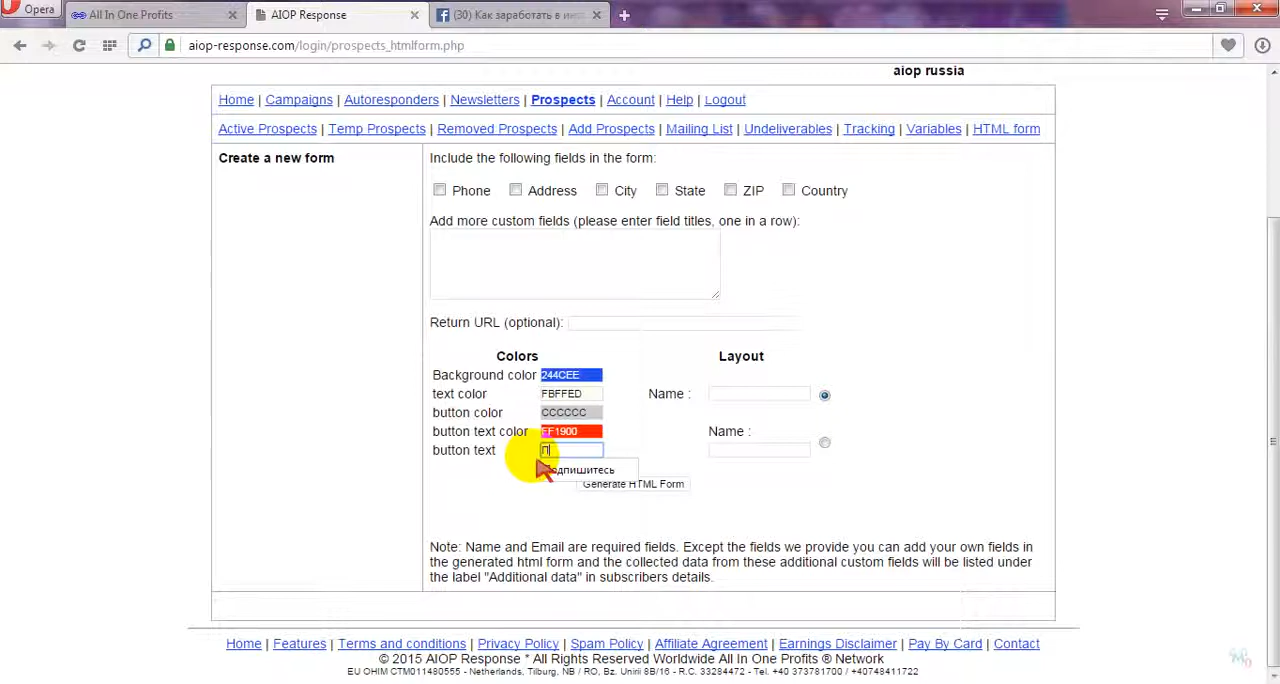 Opera
All In One Profits
AIOP Response
(30) Как заработать в инт
aiop-response.com/login/prospects_htmlform.php
aiop russia
Home | Campaigns | Autoresponders | Newsletters | Prospects | Account | Help | Logout
Active Prospects | Temp Prospects | Removed Prospects | Add Prospects | Mailing List | Undeliverables | Tracking | Variables | HTML form
Create a new form
Include the following fields in the form:
Phone Address City State ZIP Country
Add more custom fields (please enter field titles, one in a row):
Return URL (optional):
Colors Layout
Background color 244CEE
text color FBFFED Name :
button color CCCCCC
button text color FF1900 Name :
button text П
Подпишитесь
Generate HTML Form
Note: Name and Email are required fields. Except the fields we provide you can add your own fields in
the generated html form and the collected data from these additional custom fields will be listed under
the label "Additional data" in subscribers details.
Home | Features | Terms and conditions | Privacy Policy | Spam Policy | Affiliate Agreement | Earnings Disclaimer | Pay By Card | Contact
© 2015 AIOP Response * All Rights Reserved Worldwide All In One Profits ® Network
EU OHIM CTM011480555 - Netherlands, Tilburg. NB / RO, Bz. Unirii 8B/16 - R.C. 33284472 - Tel. +40 373781700 / +40748411722